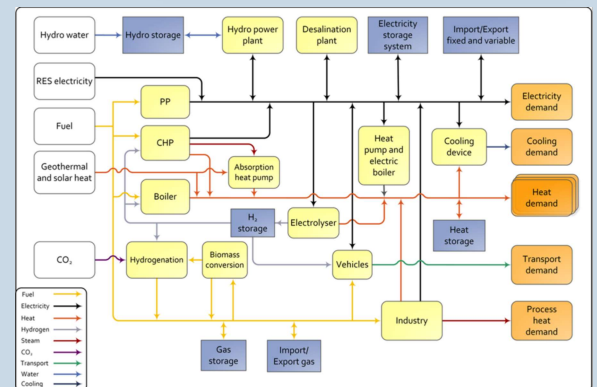 Hydro water
Hydro storage
Hydro power
plant
Desalination
plant
Electricity
storage
system
Import/Export
fixed and variable
RES electricity
PP
Electricity
demand
Fuel
CHP
Heat
pump and
electric
boiler
Cooling
device
Cooling
demand
Geothermal
and solar heat
Absorption
heat pump
Boiler
Heat
demand
H₂
storage
Electrolyser
Heat
storage
CO₂
Hydrogenation
Biomass
conversion
Vehicles
Transport
demand
Fuel
Electricity
Heat
Hydrogen
Steam
CO₂
Transport
Water
Cooling
Industry
Process
heat
demand
Gas
storage
Import/
Export gas